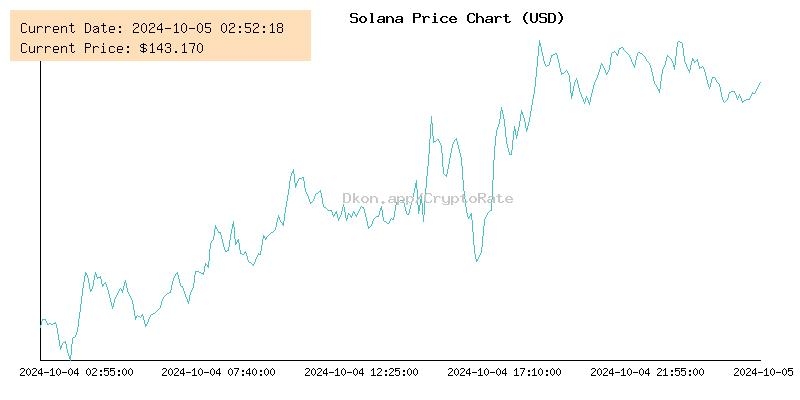 Solana Price Chart (USD)
Current Date: 2024-10-05 02:52:18
Current Price: $143.170
Dkon.app/CryptoRate
2024-10-04 02:55:00
2024-10-04 07:40:00
2024-10-04 12:25:00
2024-10-04 17:10:00
2024-10-04 21:55:00
2024-10-05